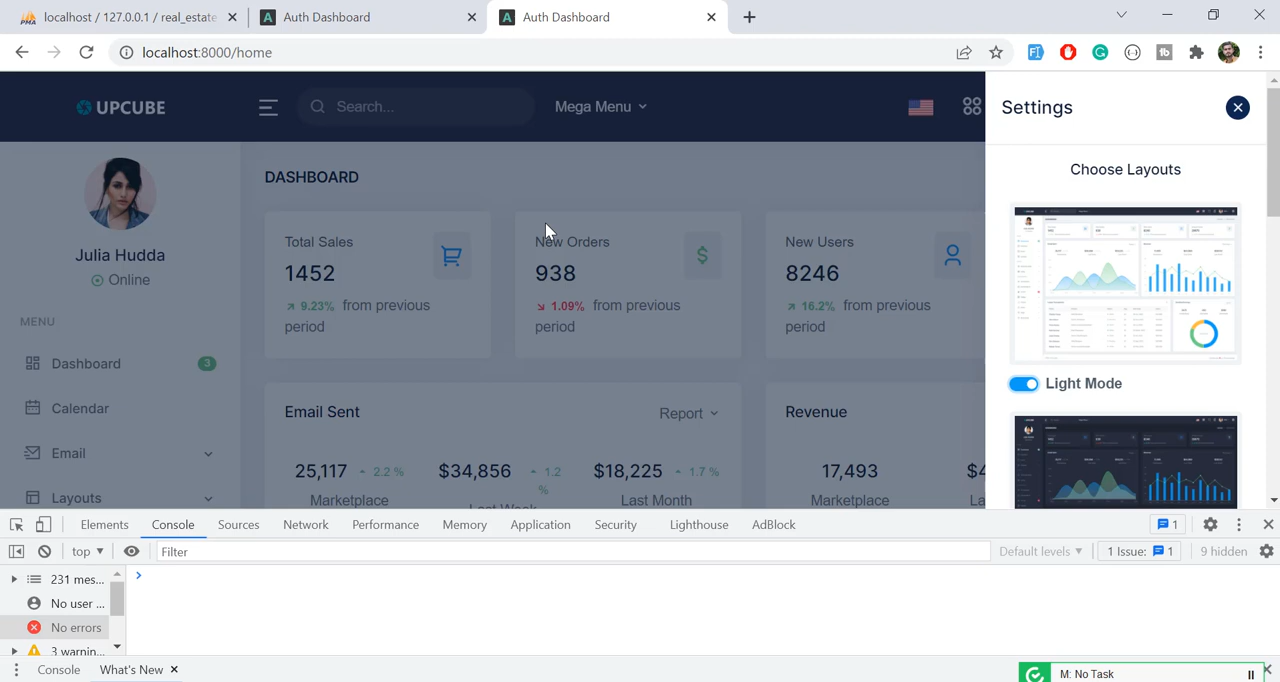 localhost / 127.0.0.1 / real_estate
Auth Dashboard
Auth Dashboard
localhost:8000/home
UPCUBE
Search...
Mega Menu
Settings
Choose Layouts
Julia Hudda
Online
MENU
Dashboard
3
Calendar
Email
Layouts
DASHBOARD
Total Sales
1452
9.23% from previous
period
New Orders
938
1.09% from previous
period
New Users
8246
16.2% from previous
period
Email Sent
Report
25,117 2.2 %
Marketplace
$34,856 1.2
%
Last Week
$18,225 1.7 %
Last Month
Revenue
17,493
Marketplace
Light Mode
Elements
Console
Sources
Network
Performance
Memory
Application
Security
Lighthouse
AdBlock
1
top
Filter
Default levels
1 Issue: 1
9 hidden
231 mes...
No user ...
No errors
3 warnin...
Console
What's New
M: No Task